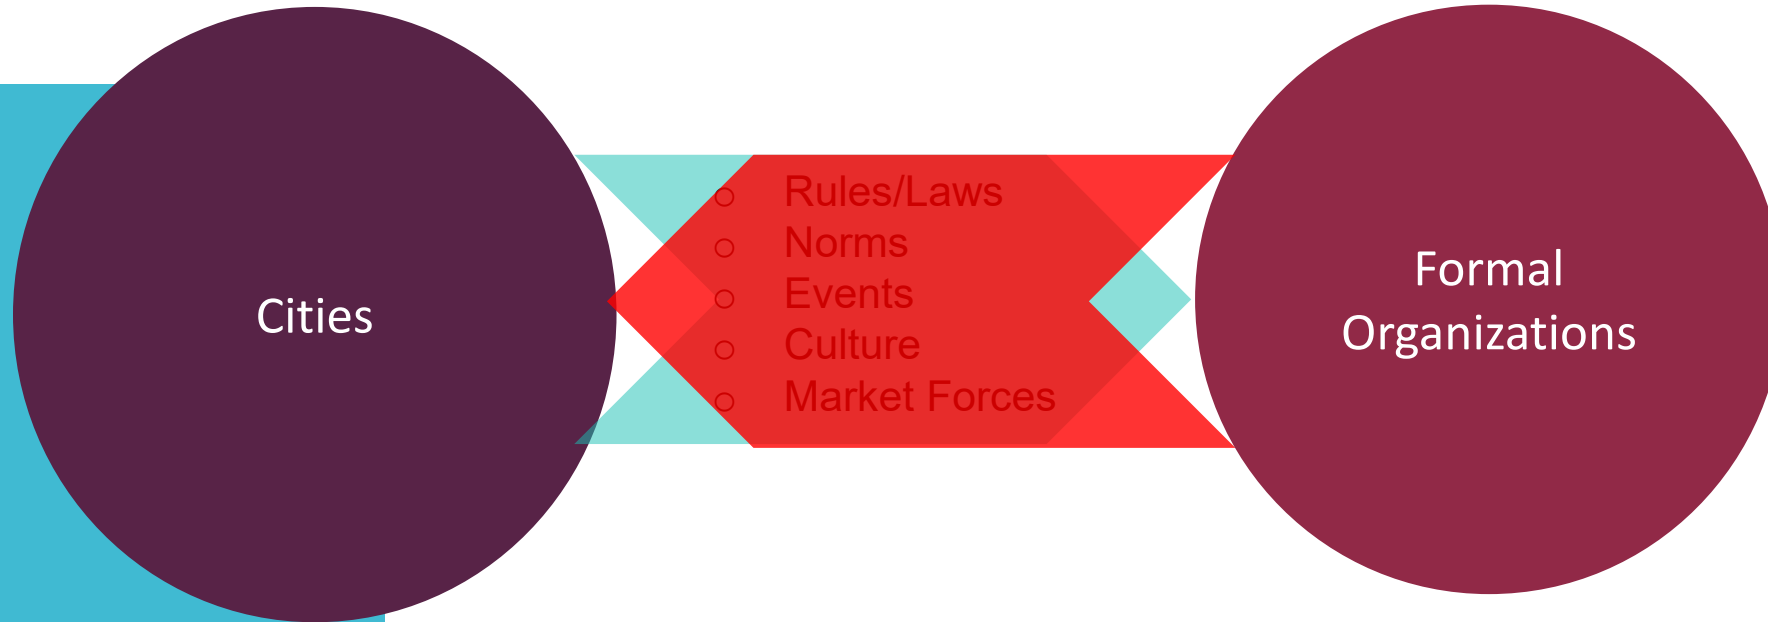 Cities
o Rules/Laws
o Norms
o Events
o Culture
o Market Forces
Formal
Organizations